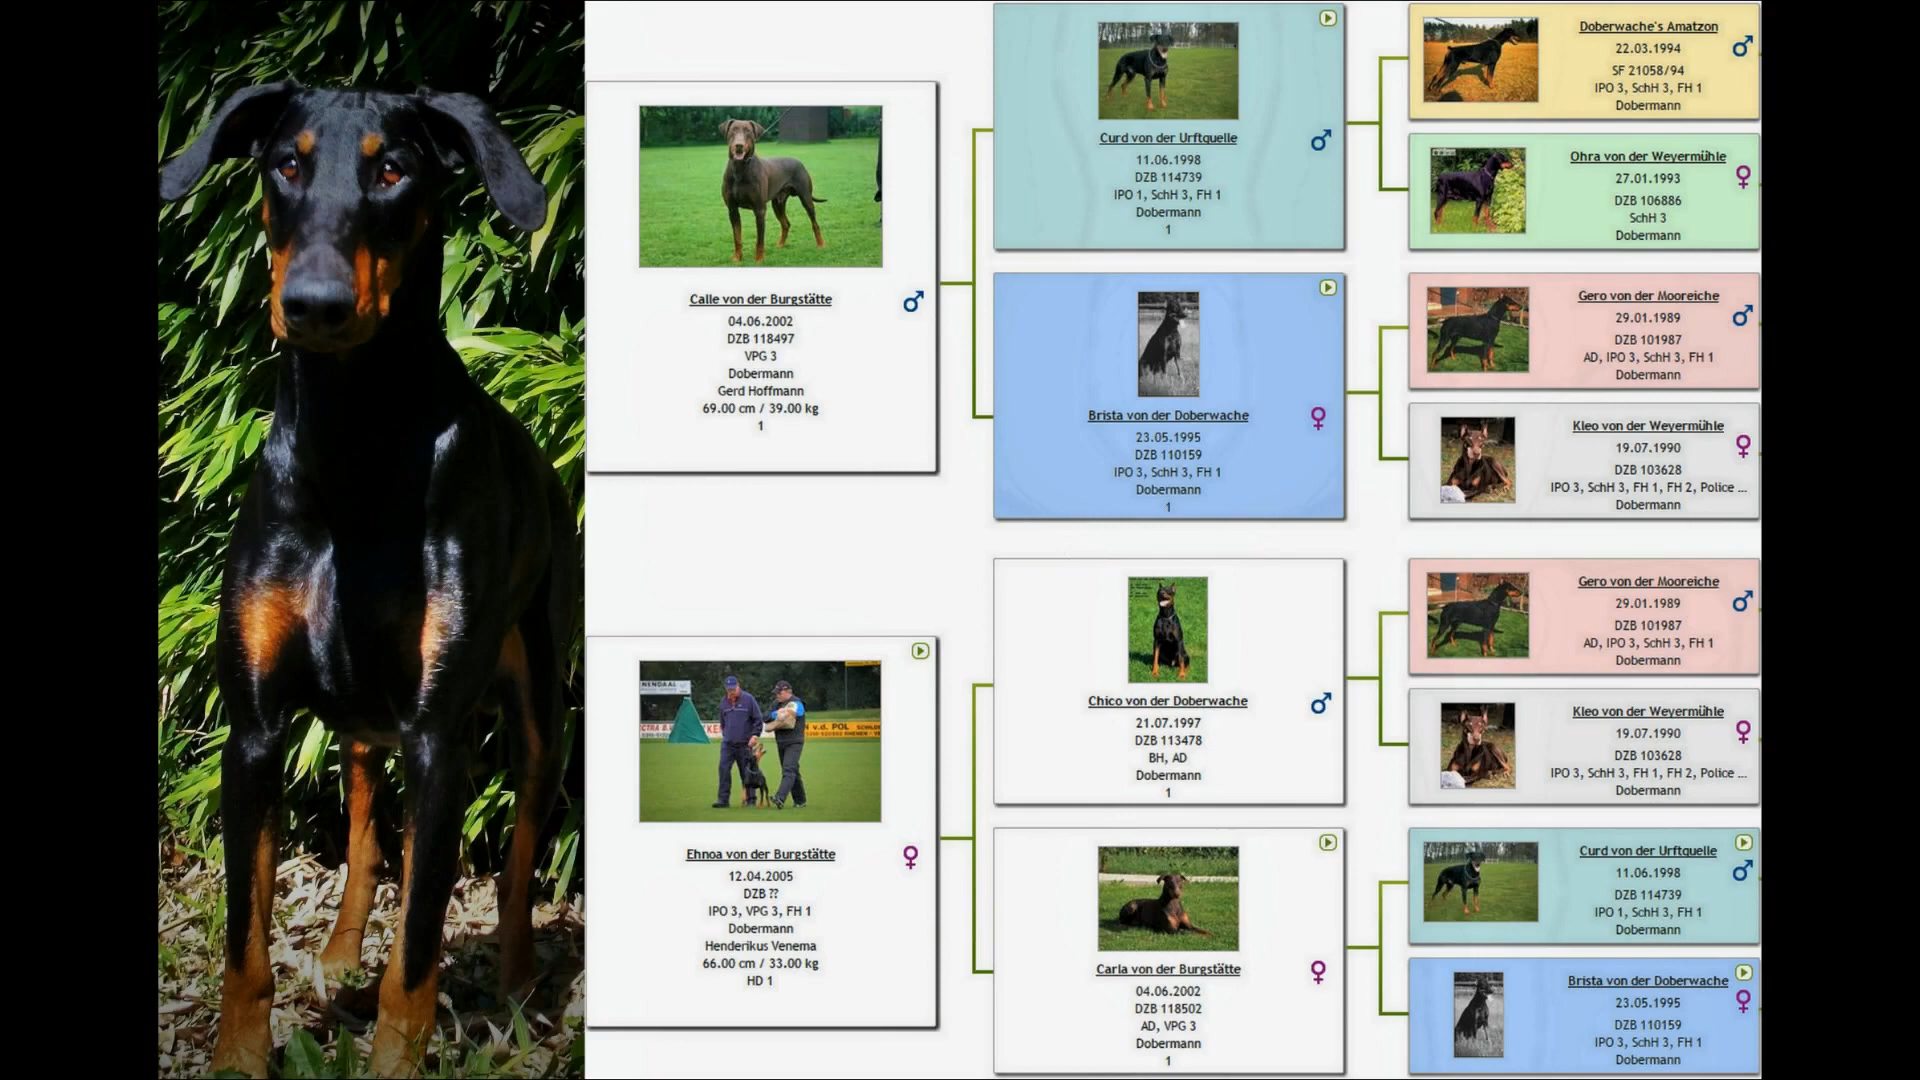 Calle von der Burgstätte
04.06.2002
DZB 118497
VPG 3
Dobermann
Gerd Hoffmann
69.00 cm / 39.00 kg
1
NENDAAL
v.d. POL
Ehnoa von der Burgstätte
12.04.2005
DZB ??
IPO 3, VPG 3, FH 1
Dobermann
Henderikus Venema
66.00 cm / 33.00 kg
HD 1
Curd von der Urftquelle
11.06.1998
DZB 114739
IPO 1, SchH 3, FH 1
Dobermann
1
Brista von der Doberwache
23.05.1995
DZB 110159
IPO 3, SchH 3, FH 1
Dobermann
1
Chico von der Doberwache
21.07.1997
DZB 113478
BH, AD
Dobermann
1
Carla von der Burgstätte
04.06.2002
DZB 118502
AD, VPG 3
Dobermann
1
Doberwache's Amatzon
22.03.1994
SF 21058/94
IPO 3, SchH 3, FH 1
Dobermann
Ohra von der Weyermühle
27.01.1993
DZB 106886
SchH 3
Dobermann
Gero von der Mooreiche
29.01.1989
DZB 101987
AD, IPO 3, SchH 3, FH 1
Dobermann
Kleo von der Weyermühle
19.07.1990
DZB 103628
IPO 3, SchH 3, FH 1, FH 2, Police ...
Dobermann
Gero von der Mooreiche
29.01.1989
DZB 101987
AD, IPO 3, SchH 3, FH 1
Dobermann
Kleo von der Weyermühle
19.07.1990
DZB 103628
IPO 3, SchH 3, FH 1, FH 2, Police ...
Dobermann
Curd von der Urftquelle
11.06.1998
DZB 114739
IPO 1, SchH 3, FH 1
Dobermann
Brista von der Doberwache
23.05.1995
DZB 110159
IPO 3, SchH 3, FH 1
Dobermann